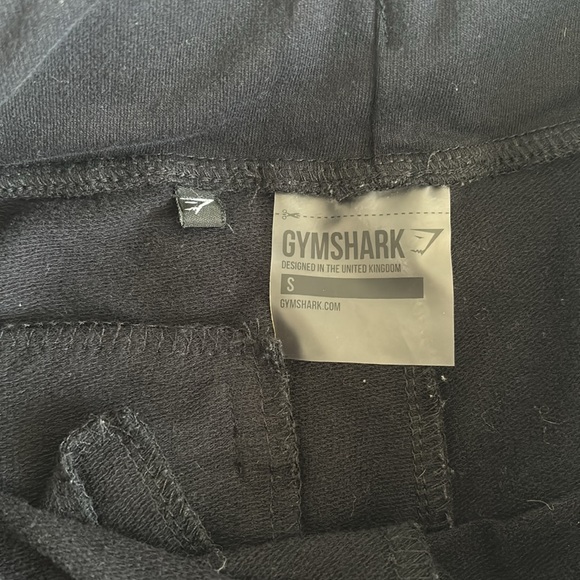 GYMSHARK
DESIGNED IN THE UNITED KINGDOM
S
GYMSHARK.COM